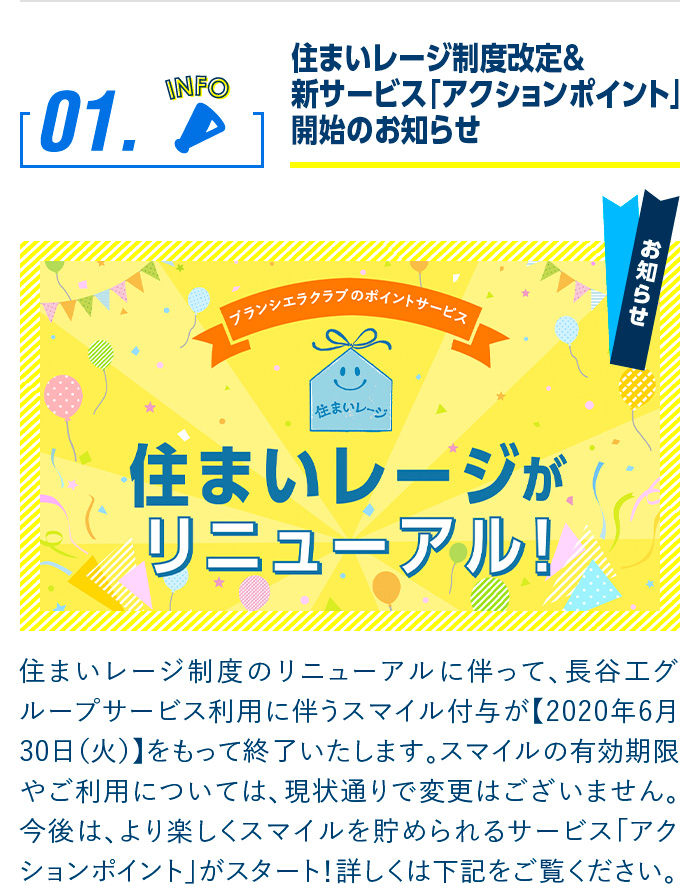 01.
INFO
住まいレージ制度改定&
新サービス「アクションポイント」
開始のお知らせ
お知らせ
ブランシエラクラブのポイントサービス
住まいレージ
住まいレージが
リニューアル!
住まいレージ制度のリニューアルに伴って、長谷工グ
ループサービス利用に伴うスマイル付与が【2020年6月
30日(火)】をもって終了いたします。スマイルの有効期限
やご利用については、現状通りで変更はございません。
今後は、より楽しくスマイルを貯められるサービス「アク
ションポイント」がスタート!詳しくは下記をご覧ください。